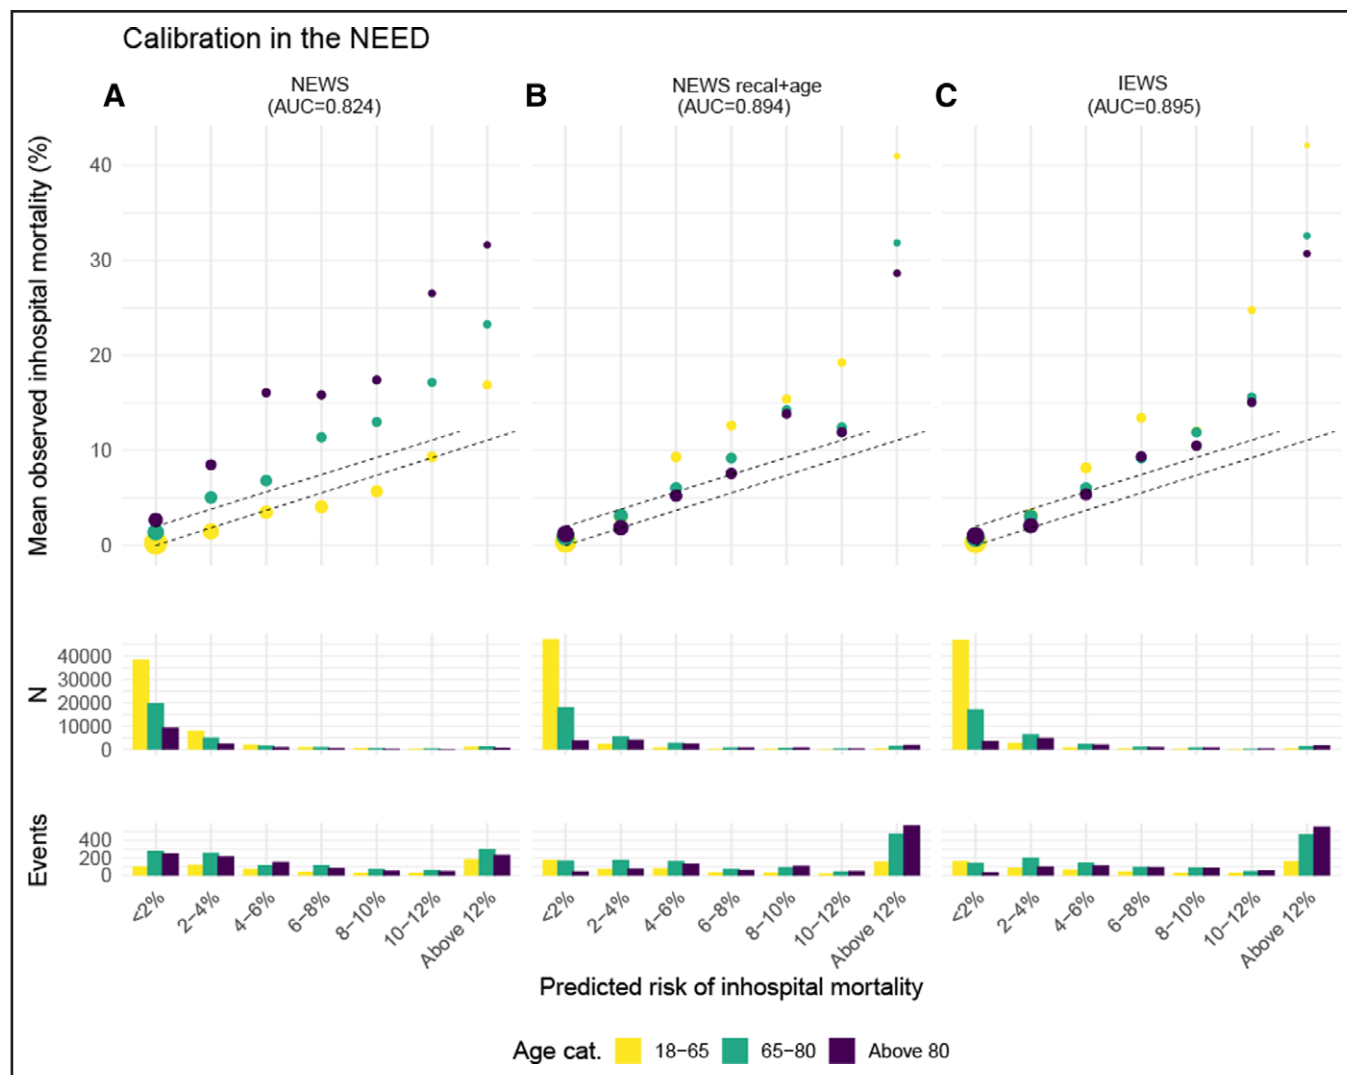 Calibration in the NEED
A
NEWS
(AUC=0.824)
B
NEWS recal+age
(AUC=0.894)
C
IEWS
(AUC=0.895)
Mean observed inhospital mortality (%)
40
30
20
10
0
N
40000
30000
20000
10000
0
Events
400
200
0
<2%
2−4%
4−6%
6−8%
8−10%
10−12%
Above 12%
<2%
2−4%
4−6%
6−8%
8−10%
10−12%
Above 12%
<2%
2−4%
4−6%
6−8%
8−10%
10−12%
Above 12%
Predicted risk of inhospital mortality
Age cat. 18−65 65−80 Above 80